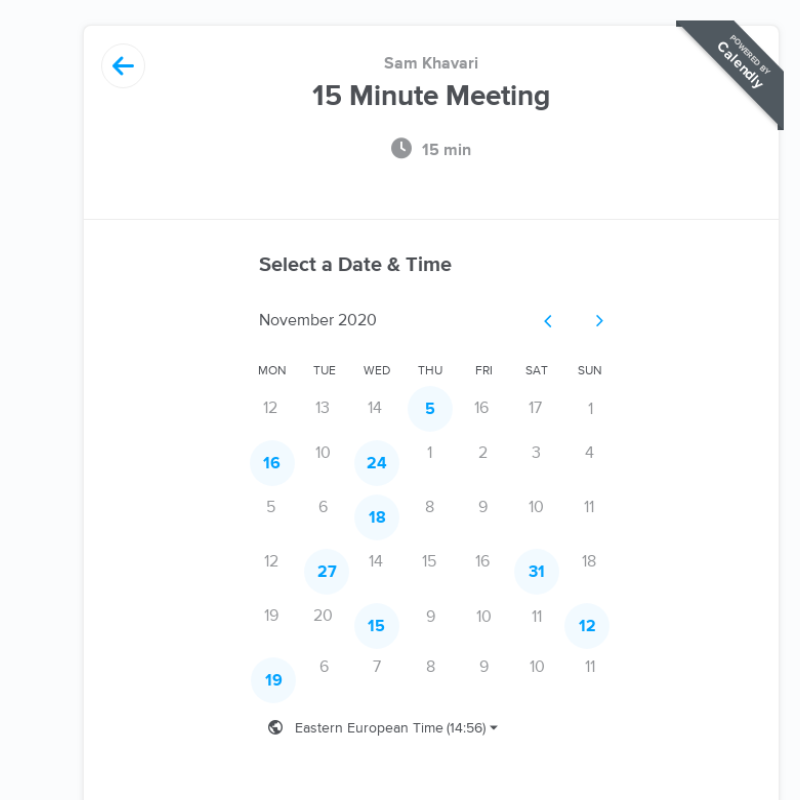 POWERED BY
Calendly
Sam Khavari
15 Minute Meeting
15 min
Select a Date & Time
November 2020
MON TUE WED THU FRI SAT SUN
12 13 14 5 16 17 1
16 10 24 1 2 3 4
5 6 18 8 9 10 11
12 27 14 15 16 31 18
19 20 15 9 10 11 12
19 6 7 8 9 10 11
Eastern European Time (14:56)